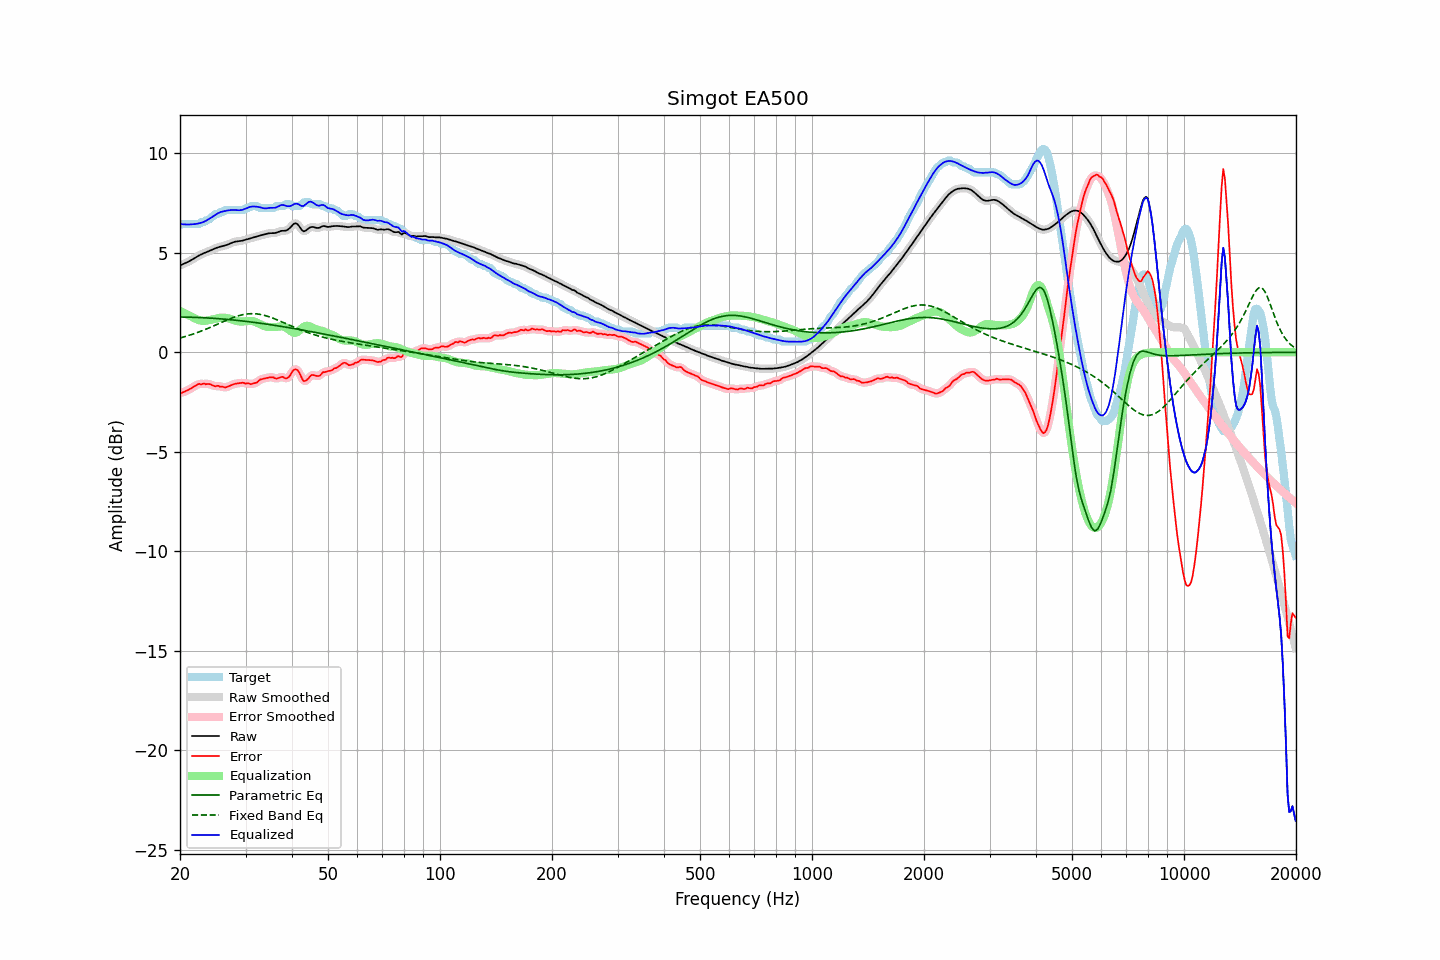 Simgot EA500
Amplitude (dBr)
10
5
0
−5
−10
−15
−20
−25
Target
Raw Smoothed
Error Smoothed
Raw
Error
Equalization
Parametric Eq
Fixed Band Eq
Equalized
20 50 100 200 500 1000 2000 5000 10000 20000
Frequency (Hz)